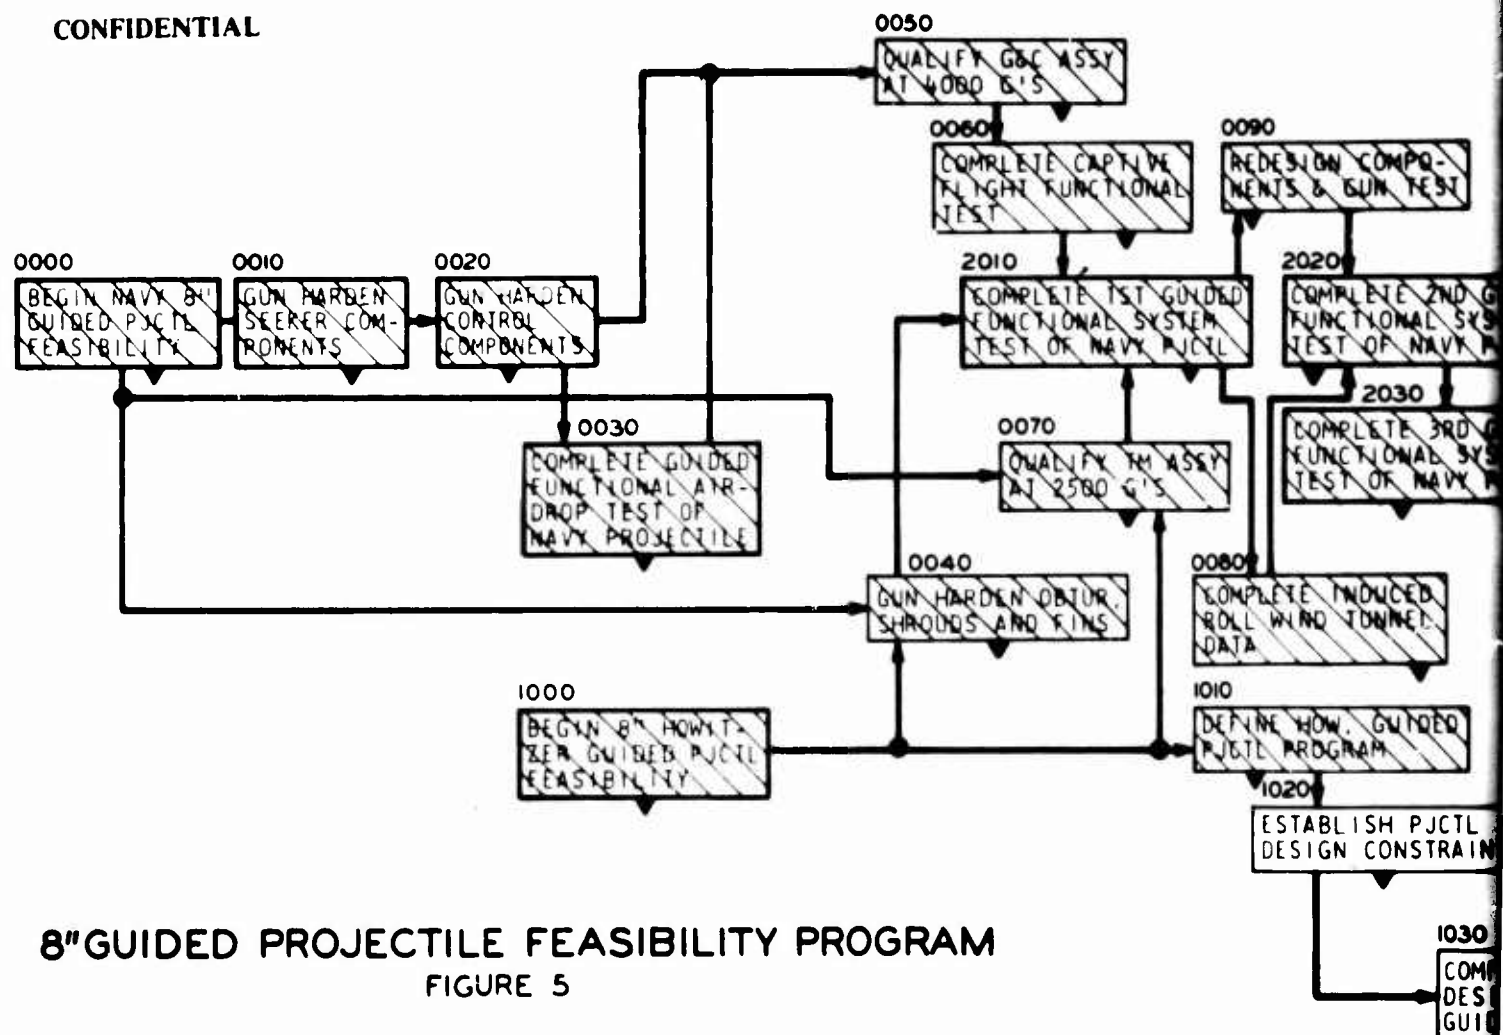 CONFIDENTIAL
0050
QUALIFY G&C ASSY
AT 4000 G'S
0060
COMPLETE CAPTIVE
FLIGHT FUNCTIONAL
TEST
0090
REDESIGN COMPO-
NENTS & GUN TEST
0000
BEGIN NAVY 8"
GUIDED PJCTL
FEASIBILITY
0010
GUN HARDEN
SEEKER COM-
PONENTS
0020
GUN HARDEN
CONTROL
COMPONENTS
2010
COMPLETE 1ST GUIDED
FUNCTIONAL SYSTEM
TEST OF NAVY PJCTL
2020
COMPLETE 2ND G
FUNCTIONAL SYS
TEST OF NAVY P
2030
COMPLETE 3RD G
FUNCTIONAL SYS
TEST OF NAVY P
0030
COMPLETE GUIDED
FUNCTIONAL AIR-
DROP TEST OF
NAVY PROJECTILE
0070
QUALIFY TM ASSY
AT 2500 G'S
0040
GUN HARDEN OBTUR,
SHROUDS AND FINS
0080
COMPLETE INDUCED
ROLL WIND TUNNEL
DATA
1000
BEGIN 8" HOWIT-
ZER GUIDED PJCTL
FEASIBILITY
1010
DEFINE HOW. GUIDED
PJCTL PROGRAM
1020
ESTABLISH PJCTL
DESIGN CONSTRAIN
1030
COM
DES
GUI
8" GUIDED PROJECTILE FEASIBILITY PROGRAM
FIGURE 5